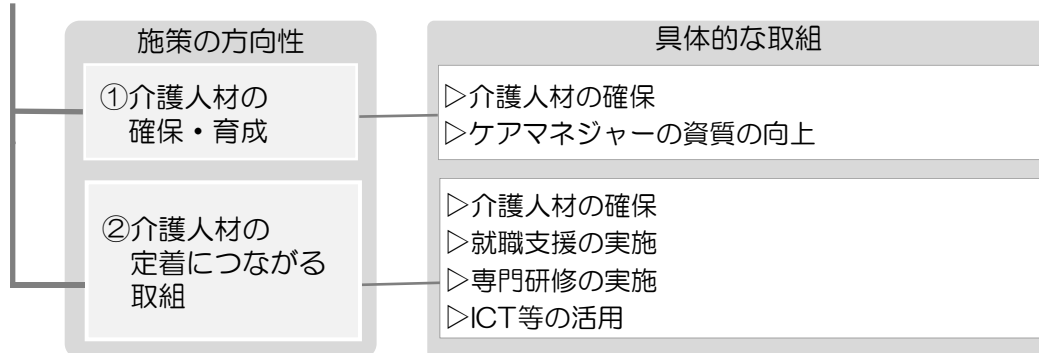 施策の方向性
具体的な取組
①介護人材の
確保・育成
▷介護人材の確保
▷ケアマネジャーの資質の向上
②介護人材の
定着につながる
取組
▷介護人材の確保
▷就職支援の実施
▷専門研修の実施
▷ICT等の活用